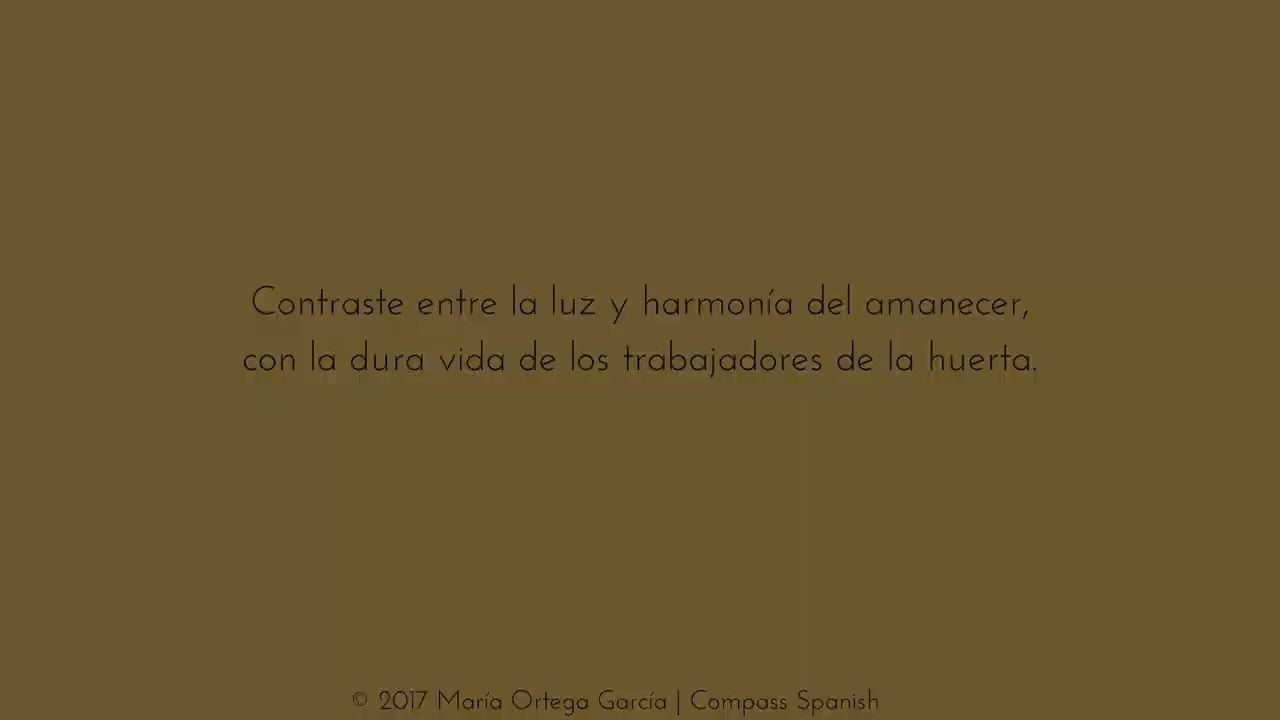 Contraste entre la luz y harmonía del amanecer,
con la dura vida de los trabajadores de la huerta.
© 2017 María Ortega García | Compass Spanish